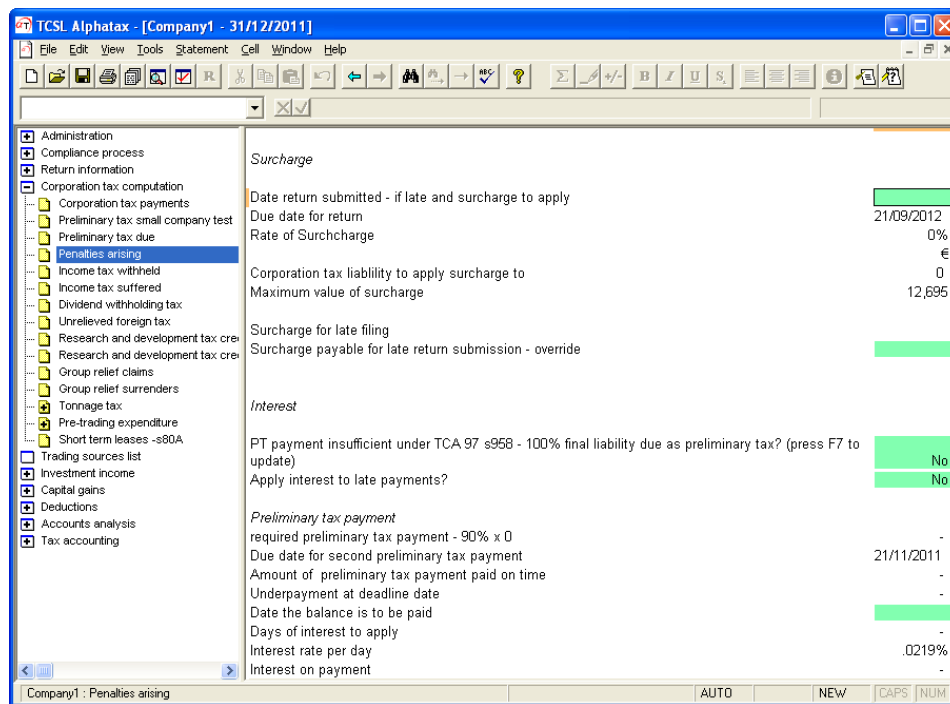 TCSL Alphatax - [Company1 - 31/12/2011]
File Edit View Tools Statement Cell Window Help
R ABC ? Σ +/- B I U S
Administration
Compliance process
Return information
Corporation tax computation
Corporation tax payments
Preliminary tax small company test
Preliminary tax due
Penalties arising
Income tax withheld
Income tax suffered
Dividend withholding tax
Unrelieved foreign tax
Research and development tax cre
Research and development tax cre
Group relief claims
Group relief surrenders
Tonnage tax
Pre-trading expenditure
Short term leases -s80A
Trading sources list
Investment income
Capital gains
Deductions
Accounts analysis
Tax accounting
Surcharge
Date return submitted - if late and surcharge to apply
Due date for return 21/09/2012
Rate of Surchcharge 0%
€
Corporation tax liablility to apply surcharge to 0
Maximum value of surcharge 12,695
Surcharge for late filing
Surcharge payable for late return submission - override
Interest
PT payment insufficient under TCA 97 s958 - 100% final liability due as preliminary tax? (press F7 to
update) No
Apply interest to late payments? No
Preliminary tax payment
required preliminary tax payment - 90% x 0 -
Due date for second preliminary tax payment 21/11/2011
Amount of preliminary tax payment paid on time -
Underpayment at deadline date -
Date the balance is to be paid
Days of interest to apply -
Interest rate per day .0219%
Interest on payment -
Company1 : Penalties arising AUTO NEW CAPS NUM